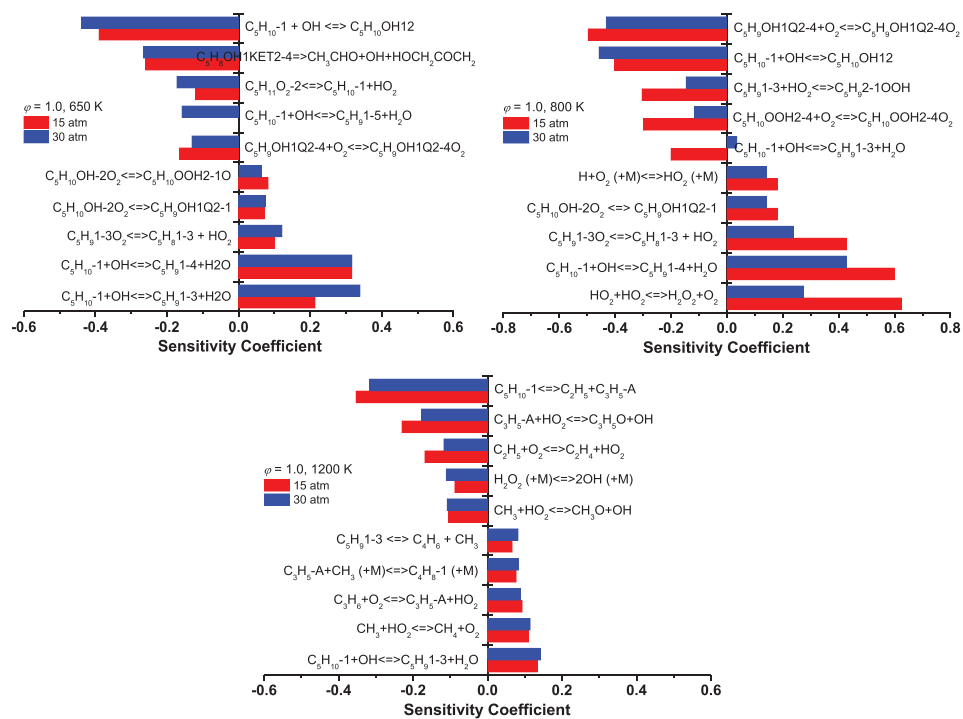 C5H10-1 + OH <=> C5H10OH12
C5H8OH1KET2-4=>CH3CHO+OH+HOCH2COCH2
C5H11O2-2<=>C5H10-1+HO2
C5H10-1+OH<=>C5H91-5+H2O
C5H9OH1Q2-4+O2<=>C5H9OH1Q2-4O2
φ = 1.0, 650 K
15 atm
30 atm
C5H10OH-2O2<=>C5H10OOH2-1O
C5H10OH-2O2<=>C5H9OH1Q2-1
C5H91-3O2<=>C5H81-3 + HO2
C5H10-1+OH<=>C5H91-4+H2O
C5H10-1+OH<=>C5H91-3+H2O
-0.6 -0.4 -0.2 0.0 0.2 0.4 0.6
Sensitivity Coefficient
C5H9OH1Q2-4+O2<=>C5H9OH1Q2-4O2
C5H10-1+OH<=>C5H10OH12
C5H91-3+HO2<=>C5H92-1OOH
C5H10OOH2-4+O2<=>C5H10OOH2-4O2
C5H10-1+OH<=>C5H91-3+H2O
φ = 1.0, 800 K
15 atm
30 atm
H+O2 (+M)<=>HO2 (+M)
C5H10OH-2O2 <=> C5H9OH1Q2-1
C5H91-3O2<=>C5H81-3 + HO2
C5H10-1+OH<=>C5H91-4+H2O
HO2+HO2<=>H2O2+O2
-0.8 -0.6 -0.4 -0.2 0.0 0.2 0.4 0.6 0.8
Sensitivity Coefficient
C5H10-1<=>C2H5+C3H5-A
C3H5-A+HO2<=>C3H5O+OH
C2H5+O2<=>C2H4+HO2
H2O2 (+M)<=>2OH (+M)
CH3+HO2<=>CH3O+OH
φ = 1.0, 1200 K
15 atm
30 atm
C5H91-3 <=> C4H6 + CH3
C3H5-A+CH3 (+M)<=>C4H8-1 (+M)
C3H6+O2<=>C3H5-A+HO2
CH3+HO2<=>CH4+O2
C5H10-1+OH<=>C5H91-3+H2O
-0.6 -0.4 -0.2 0.0 0.2 0.4 0.6
Sensitivity Coefficient